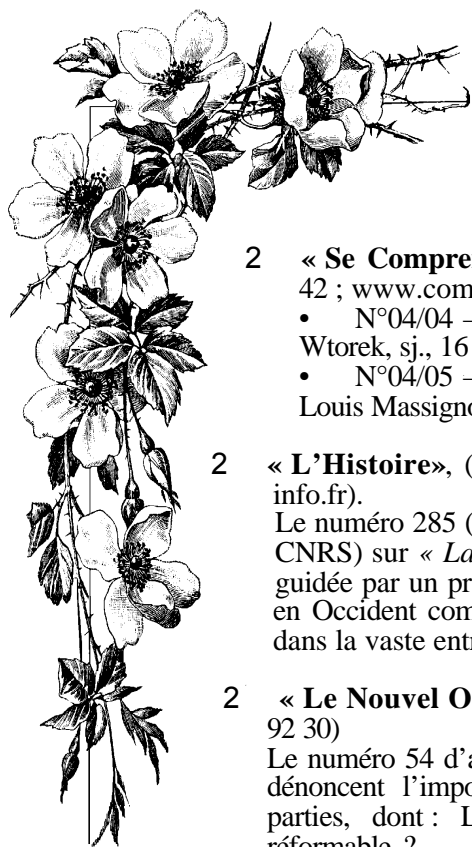 2 « Se Compre
42 ; www.com
• N°04/04 –
Wtorek, sj., 16
• N°04/05 –
Louis Massigno
2 « L’Histoire», (
info.fr).
Le numéro 285 (
CNRS) sur « La
guidée par un pr
en Occident com
dans la vaste entr
2 « Le Nouvel O
92 30)
Le numéro 54 d’a
dénoncent l’impo
parties, dont : L
réformable ?